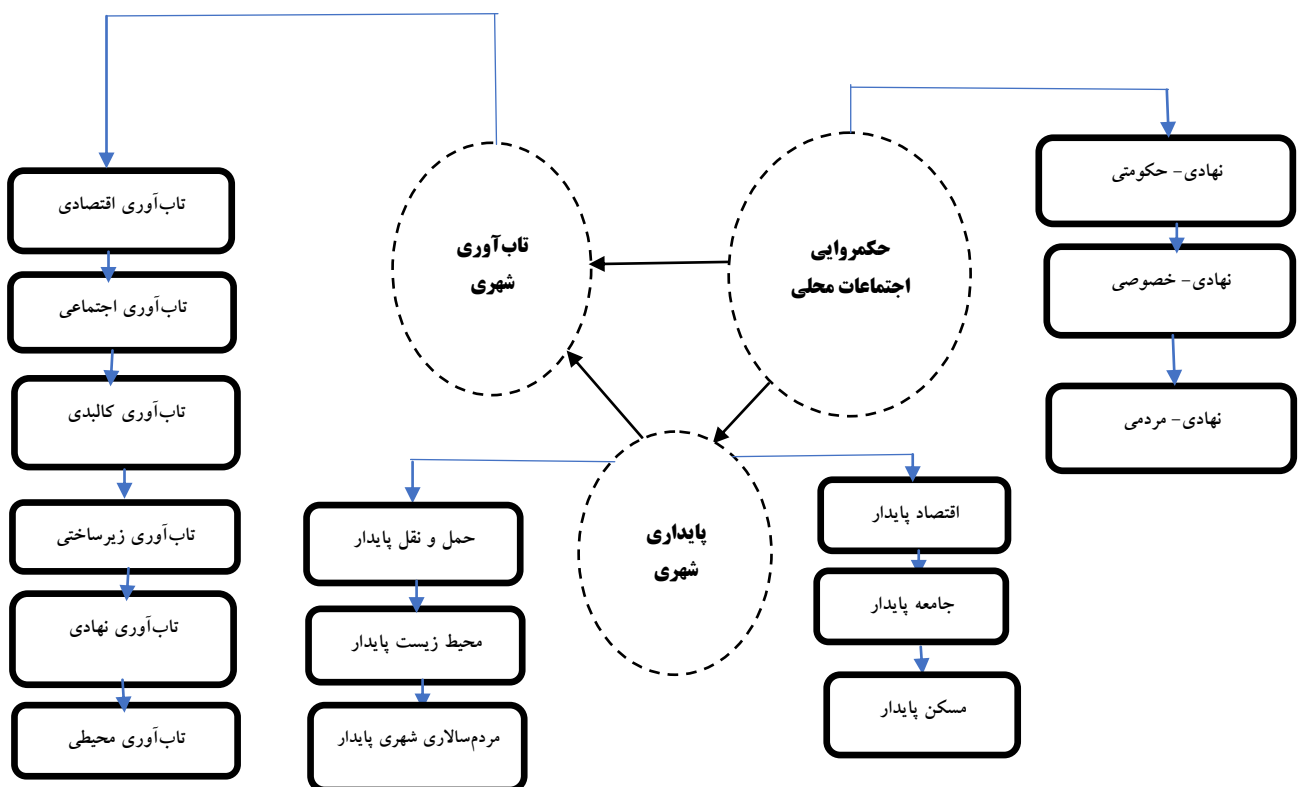 نهادی- حکومتی
نهادی- خصوصی
نهادی- مردمی
حکمروایی
اجتماعات محلی
تاب‌آوری
شهری
پایداری
شهری
اقتصاد پایدار
جامعه پایدار
مسکن پایدار
حمل و نقل پایدار
محیط زیست پایدار
مردم‌سالاری شهری پایدار
تاب‌آوری اقتصادی
تاب‌آوری اجتماعی
تاب‌آوری کالبدی
تاب‌آوری زیرساختی
تاب‌آوری نهادی
تاب‌آوری محیطی